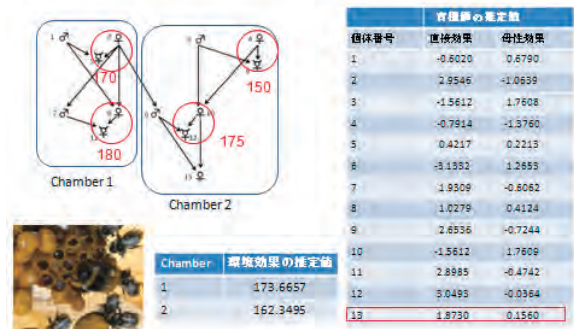 1 ♂
♀
70
♂
♀
180
Chamber 1
♂
♀
150
175
♀
Chamber 2
Chamber 環境効果の推定値
1 173.6657
2 162.3495
育種価の推定値
個体番号 直接効果 母性効果
1 -0.6020 0.6790
2 2.9546 -1.0639
3 -1.5612 1.7608
4 -0.7914 -1.3760
5 0.4217 0.2213
6 -3.1332 1.2653
7 1.9309 -0.6062
8 1.0279 0.4124
9 2.6536 -0.7244
10 -1.5612 1.7609
11 2.8985 -0.4742
12 3.0495 -0.0364
13 1.8730 0.1560